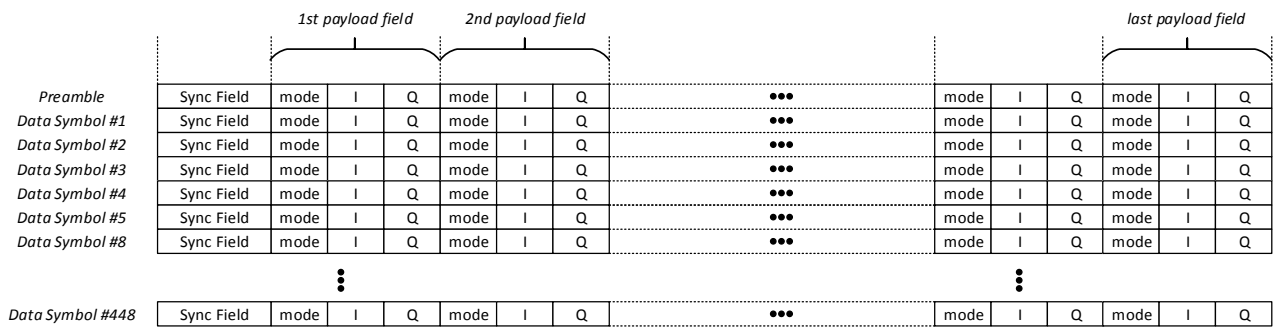 1st payload field 2nd payload field last payload field
Preamble Sync Field mode I Q mode I Q ••• mode I Q mode I Q
Data Symbol #1 Sync Field mode I Q mode I Q ••• mode I Q mode I Q
Data Symbol #2 Sync Field mode I Q mode I Q ••• mode I Q mode I Q
Data Symbol #3 Sync Field mode I Q mode I Q ••• mode I Q mode I Q
Data Symbol #4 Sync Field mode I Q mode I Q ••• mode I Q mode I Q
Data Symbol #5 Sync Field mode I Q mode I Q ••• mode I Q mode I Q
Data Symbol #8 Sync Field mode I Q mode I Q ••• mode I Q mode I Q
Data Symbol #448 Sync Field mode I Q mode I Q ••• mode I Q mode I Q